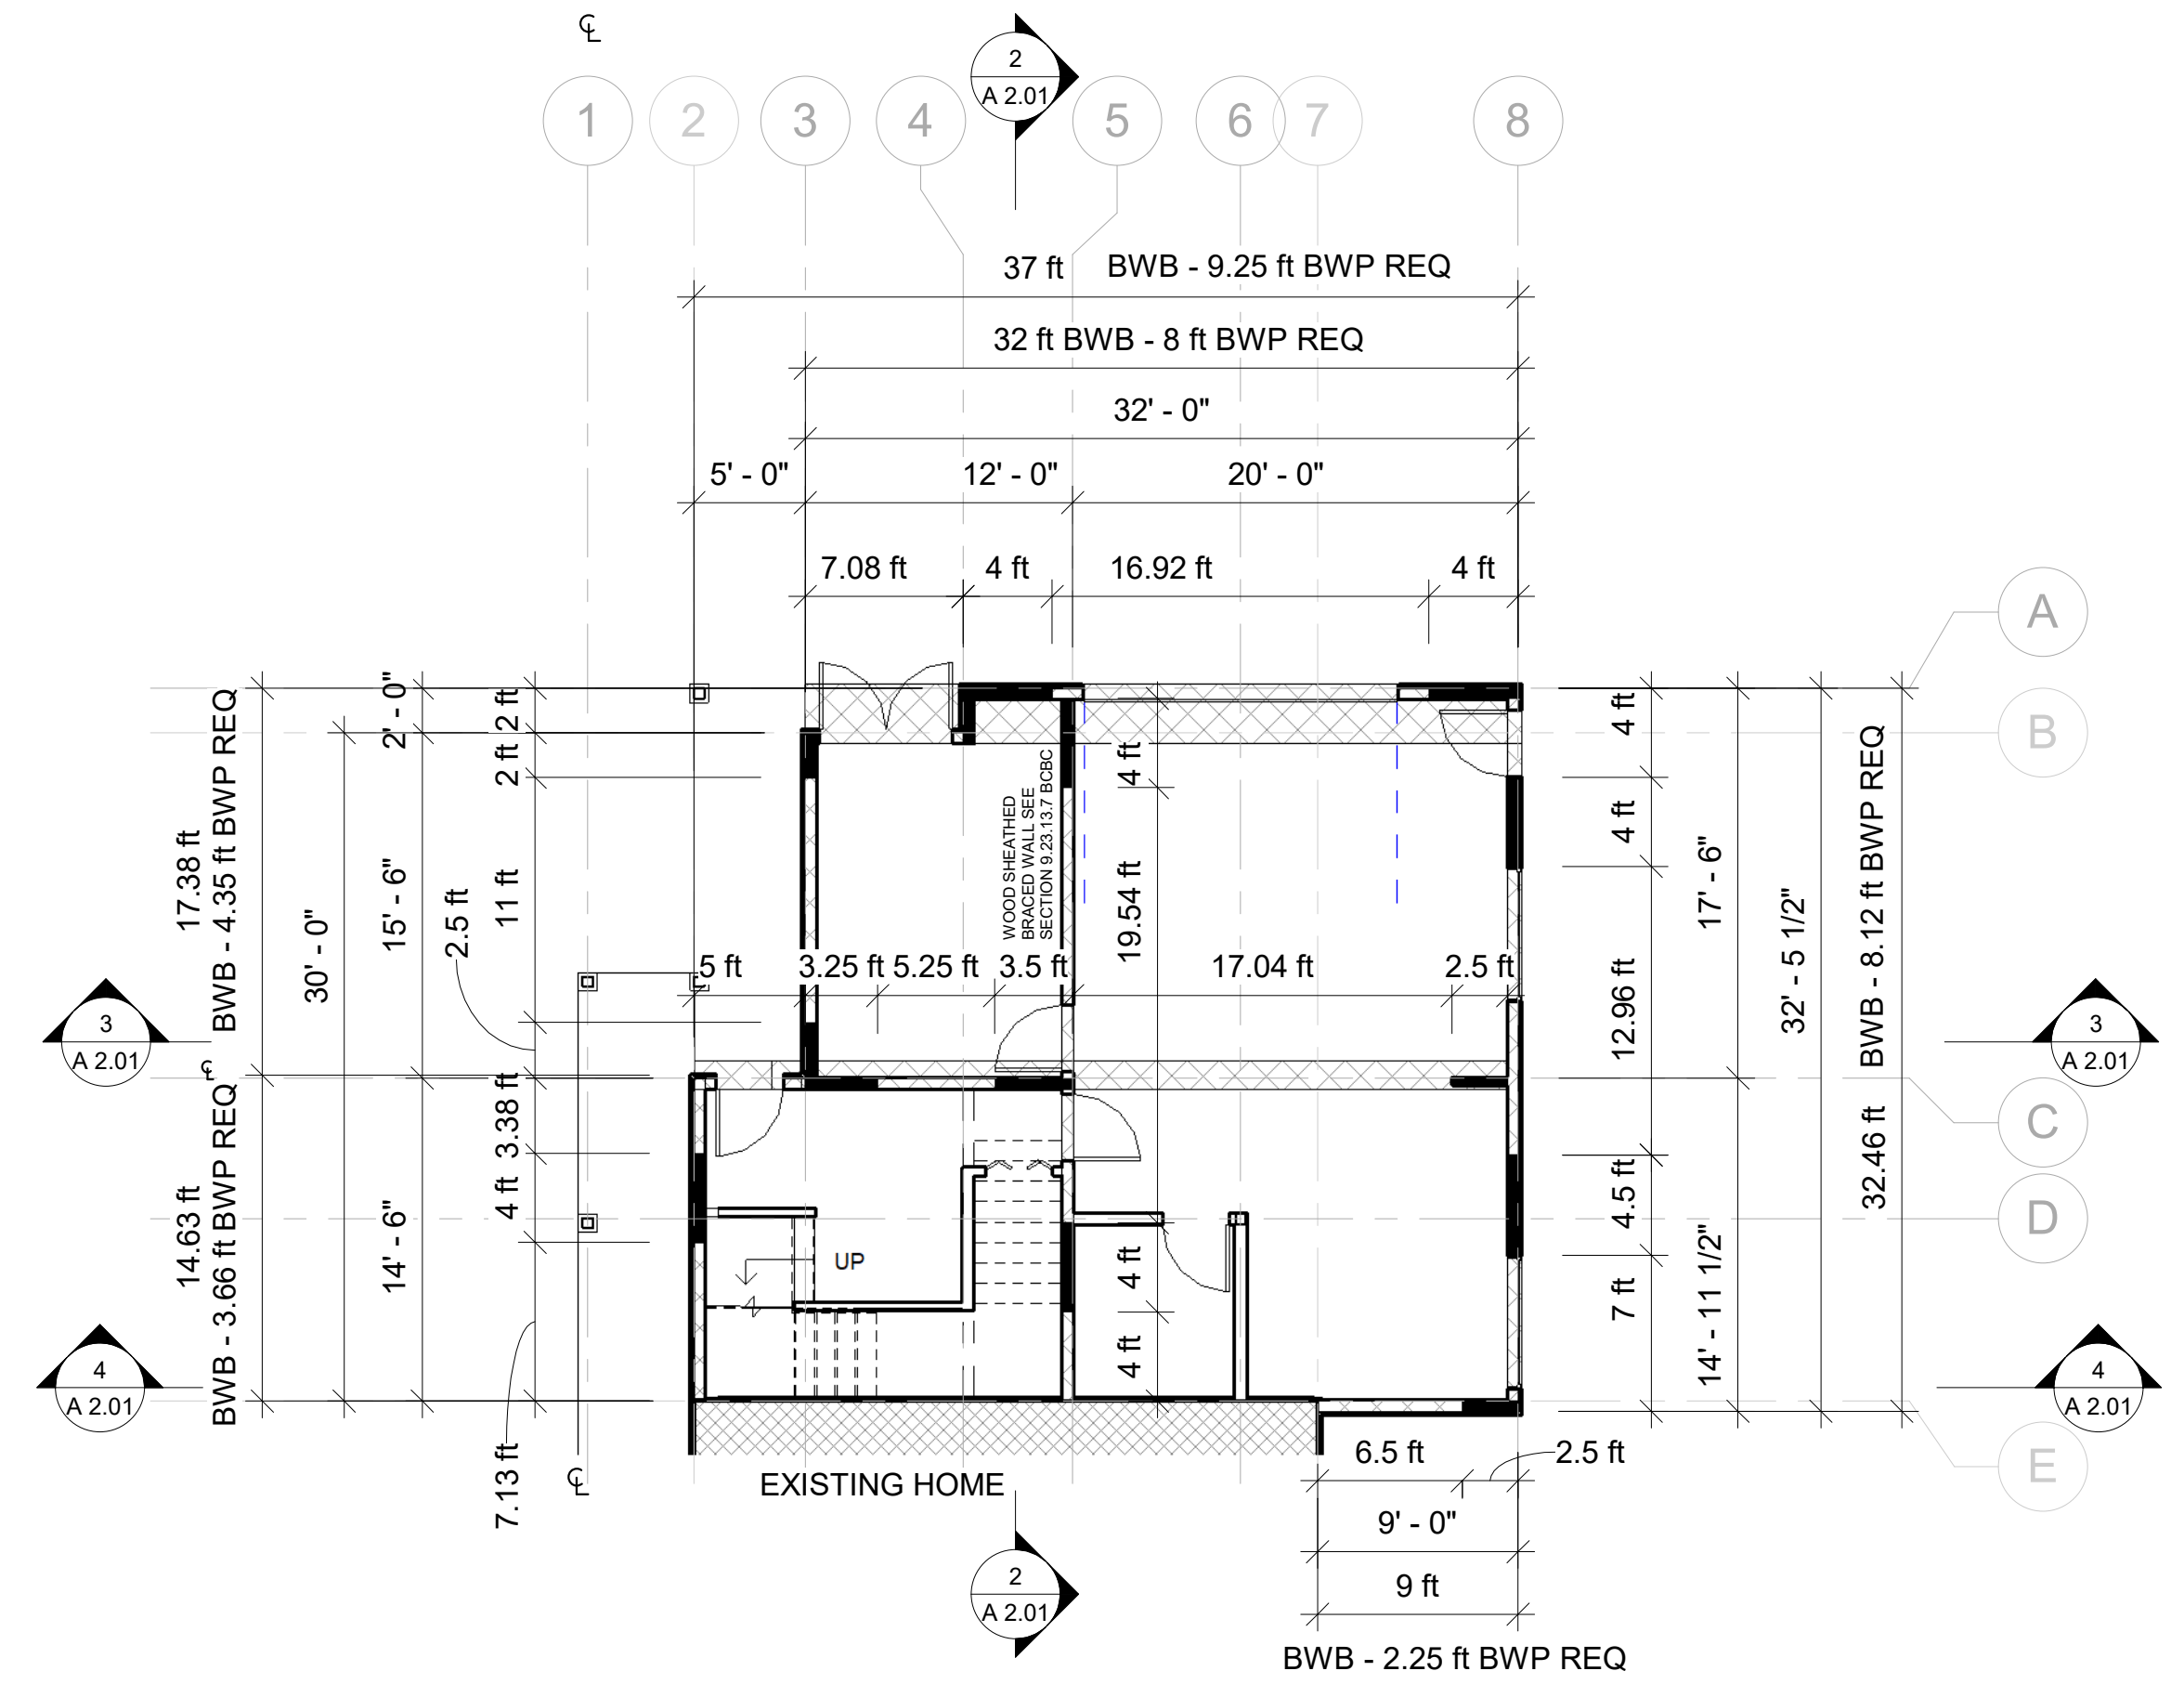 ℄
2
A 2.01
1
2
3
4
5
6
7
8
37 ft
BWB - 9.25 ft BWP REQ
32 ft BWB - 8 ft BWP REQ
32' - 0"
5' - 0"
12' - 0"
20' - 0"
7.08 ft
4 ft
16.92 ft
4 ft
A
B
C
D
E
17.38 ft
BWB - 4.35 ft BWP REQ
14.63 ft
BWB - 3.66 ft BWP REQ
℄
30' - 0"
2' - 0"
15' - 6"
14' - 6"
2.5 ft
2 ft
2 ft
11 ft
3.38 ft
4 ft
7.13 ft
WOOD SHEATHED
BRACED WALL SEE
SECTION 9.23.13.7 BCBC
4 ft
19.54 ft
4 ft
4 ft
5 ft
3.25 ft
5.25 ft
3.5 ft
17.04 ft
2.5 ft
UP
4 ft
4 ft
12.96 ft
4.5 ft
7 ft
17' - 6"
14' - 11 1/2"
32' - 5 1/2"
BWB - 8.12 ft BWP REQ
32.46 ft
3
A 2.01
3
A 2.01
4
A 2.01
4
A 2.01
℄
EXISTING HOME
6.5 ft
2.5 ft
9' - 0"
9 ft
BWB - 2.25 ft BWP REQ
2
A 2.01